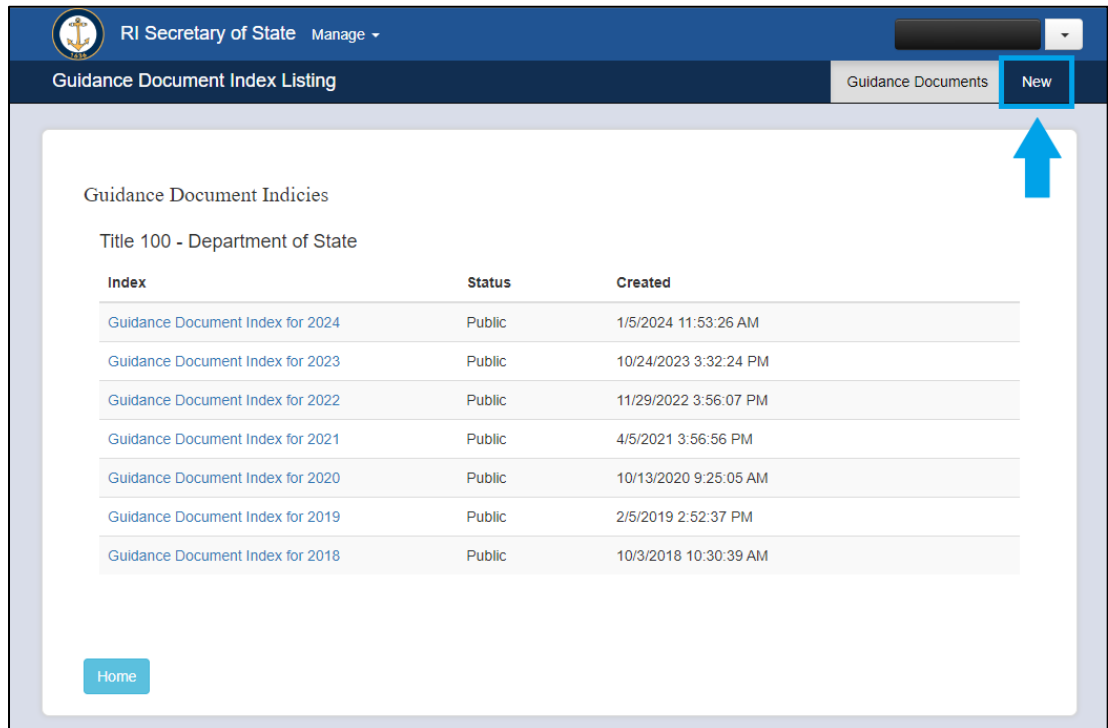 RI Secretary of State Manage
1636
Guidance Document Index Listing Guidance Documents New
Guidance Document Indicies
Title 100 - Department of State
Index Status Created
Guidance Document Index for 2024 Public 1/5/2024 11:53:26 AM
Guidance Document Index for 2023 Public 10/24/2023 3:32:24 PM
Guidance Document Index for 2022 Public 11/29/2022 3:56:07 PM
Guidance Document Index for 2021 Public 4/5/2021 3:56:56 PM
Guidance Document Index for 2020 Public 10/13/2020 9:25:05 AM
Guidance Document Index for 2019 Public 2/5/2019 2:52:37 PM
Guidance Document Index for 2018 Public 10/3/2018 10:30:39 AM
Home